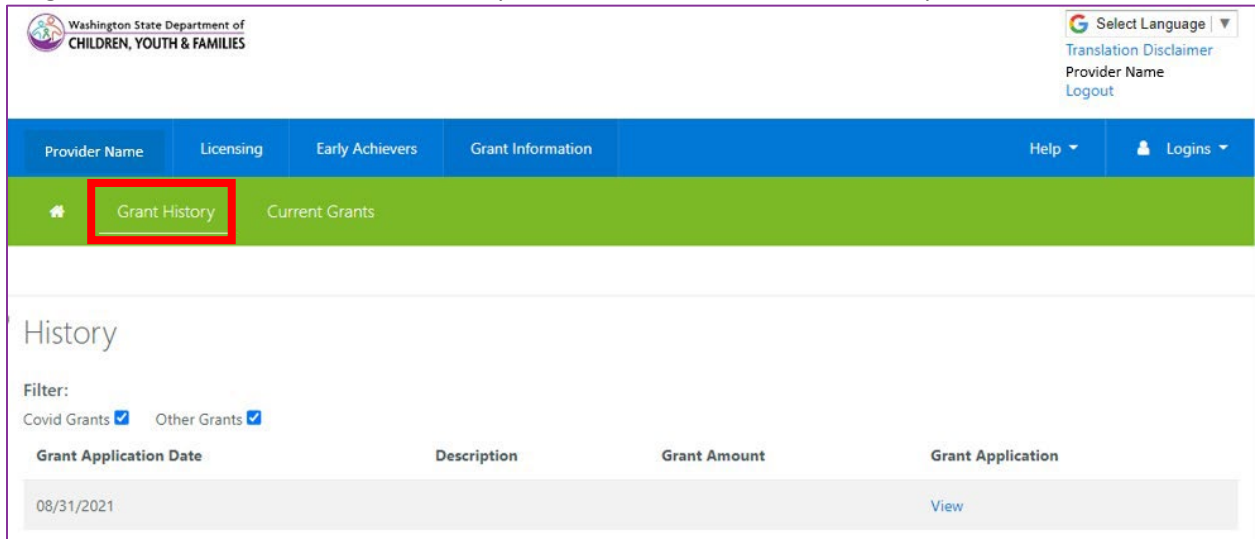 Washington State Department of
CHILDREN, YOUTH & FAMILIES
G Select Language ▼
Translation Disclaimer
Provider Name
Logout
Provider Name Licensing Early Achievers Grant Information Help Logins
Grant History Current Grants
History
Filter:
Covid Grants Other Grants
Grant Application Date Description Grant Amount Grant Application
08/31/2021 View